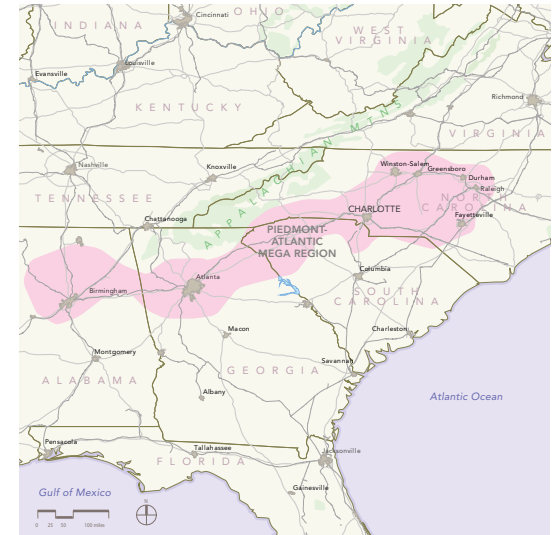 OHIO
Cincinnati
INDIANA
WEST
VIRGINIA
Louisville
Evansville
Richmond
KENTUCKY
VIRGINIA
APPALACHIAN MTNS
Nashville
Knoxville
Winston-Salem
Greensboro
Durham
Raleigh
TENNESSEE
NORTH
CAROLINA
CHARLOTTE
Fayetteville
Chattanooga
PIEDMONT-
ATLANTIC
MEGA REGION
Columbia
Atlanta
Birmingham
SOUTH
CAROLINA
Macon
Charleston
Montgomery
Savannah
GEORGIA
ALABAMA
Albany
Atlantic Ocean
Pensacola
Tallahassee
Jacksonville
FLORIDA
Gainesville
Gulf of Mexico
0 25 50 100 miles